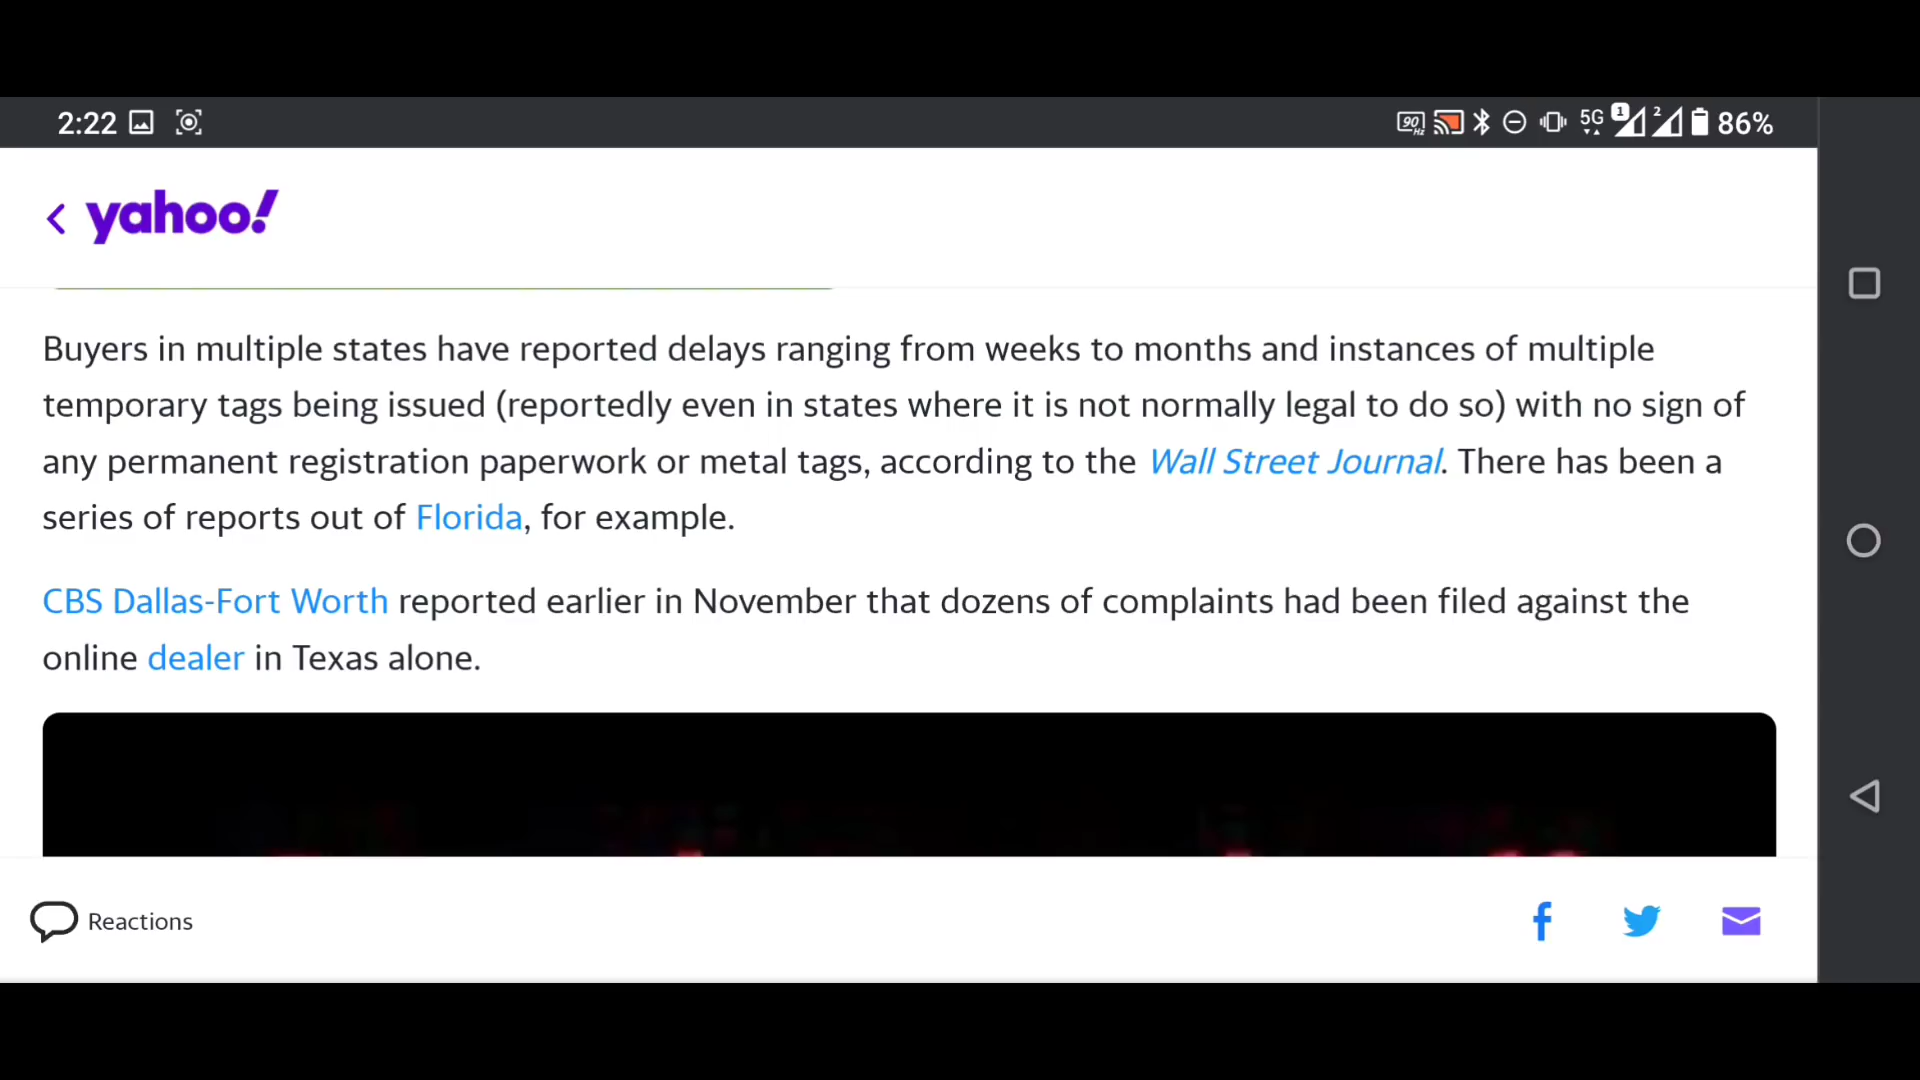 2:22 90Hz 5G 1 2 86%
yahoo!
Buyers in multiple states have reported delays ranging from weeks to months and instances of multiple
temporary tags being issued (reportedly even in states where it is not normally legal to do so) with no sign of
any permanent registration paperwork or metal tags, according to the Wall Street Journal. There has been a
series of reports out of Florida, for example.
CBS Dallas-Fort Worth reported earlier in November that dozens of complaints had been filed against the
online dealer in Texas alone.
Reactions